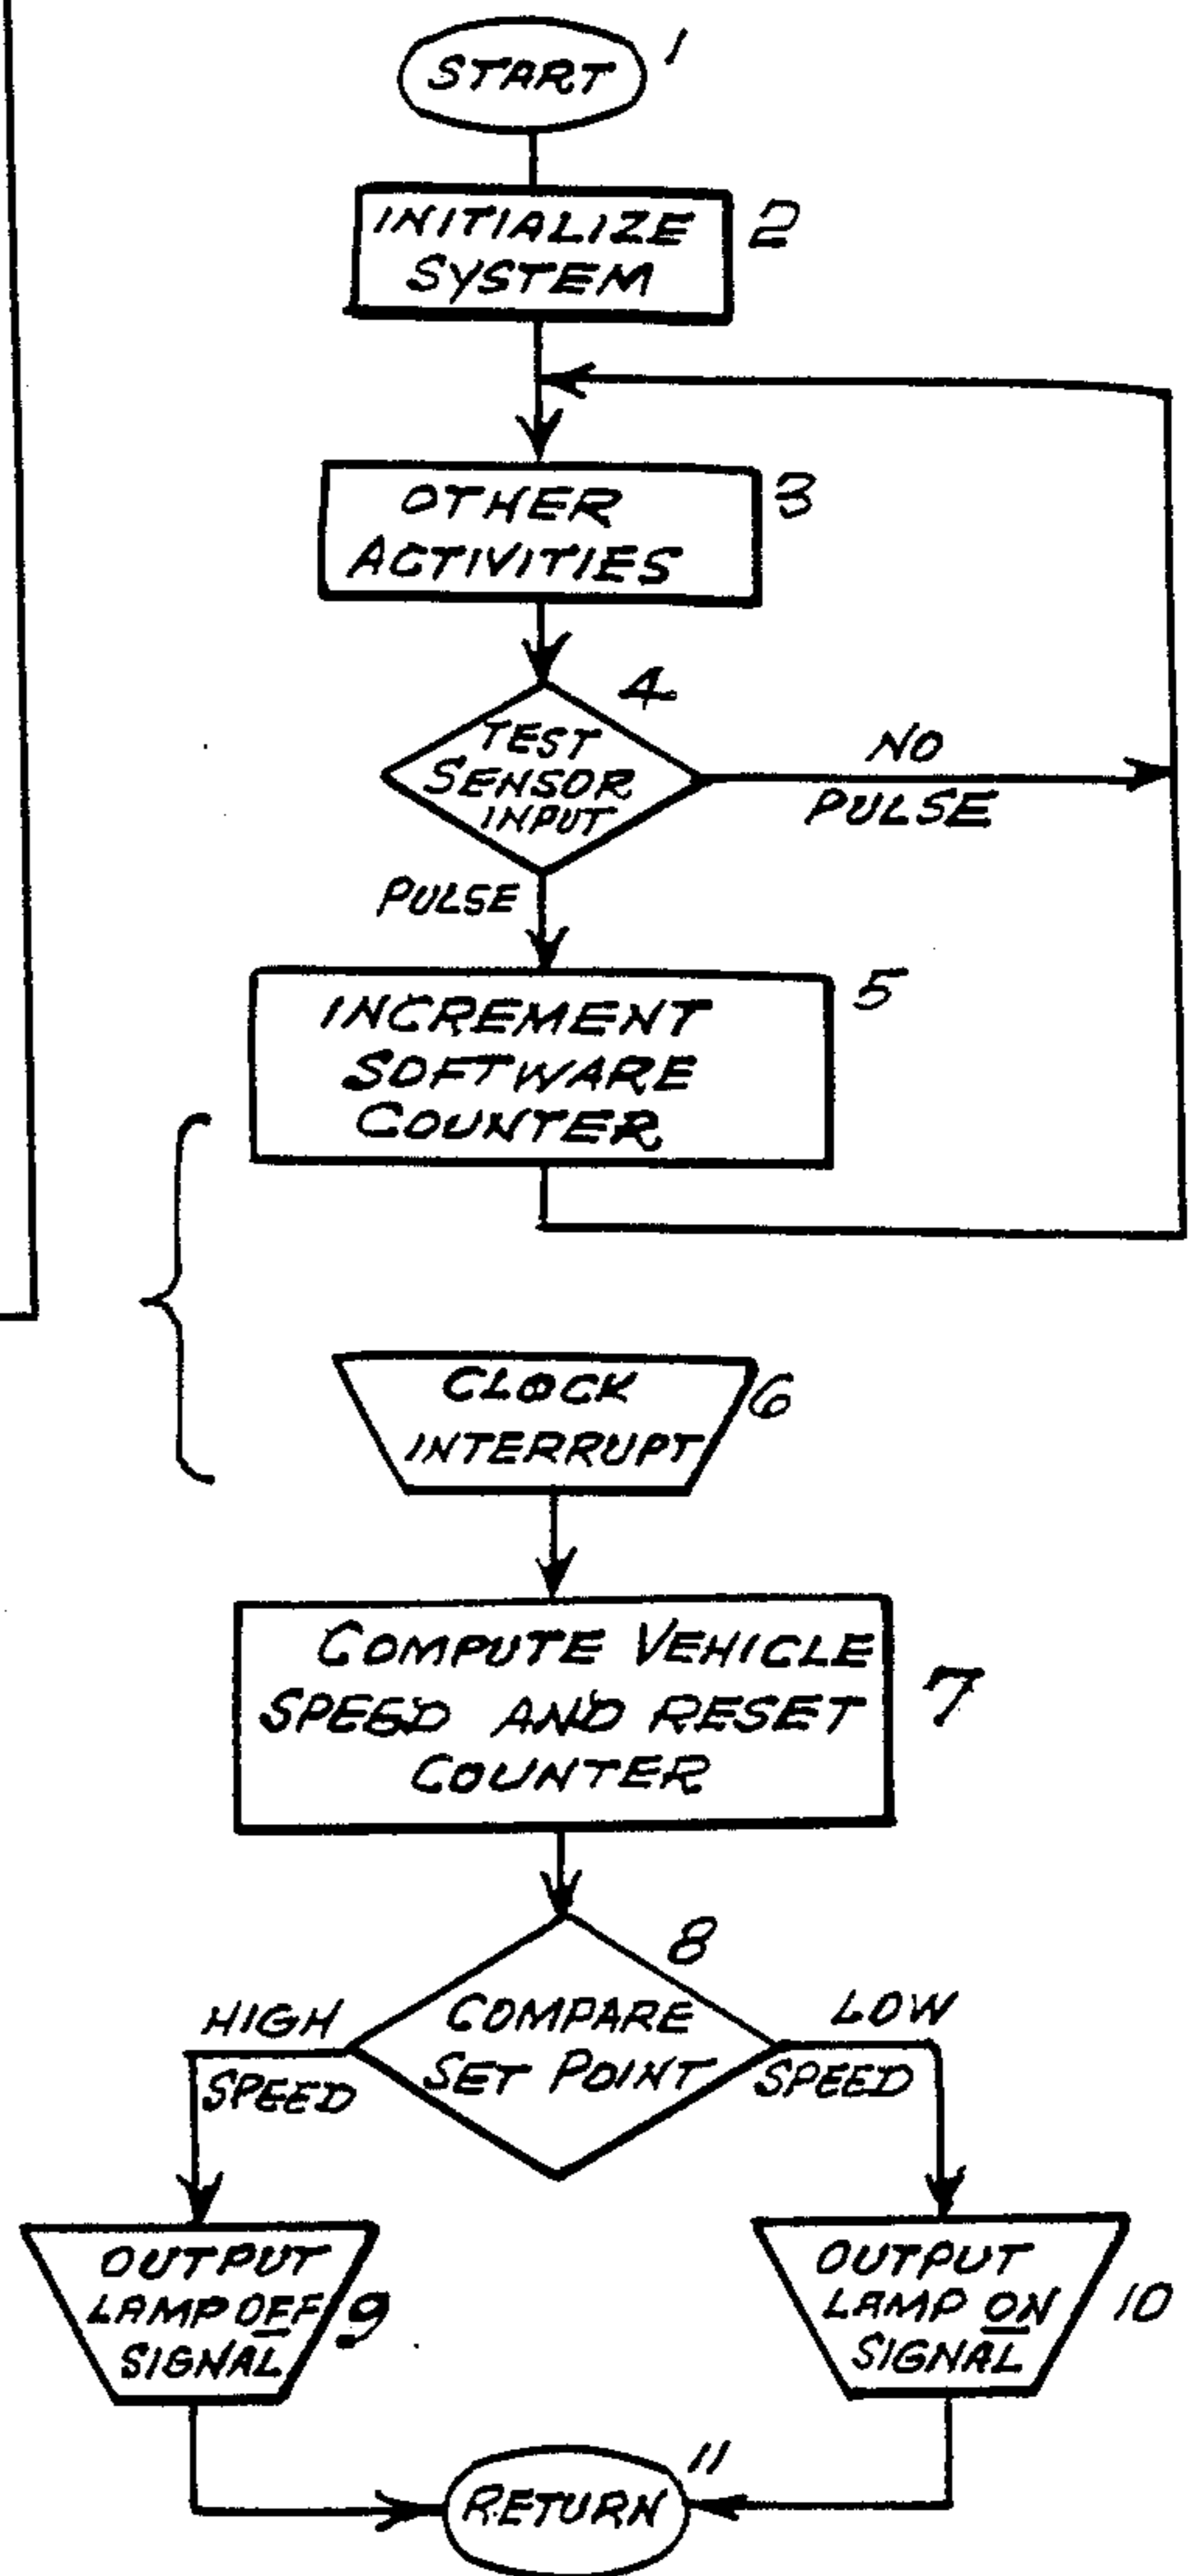 START 1
INITIALIZE 2
SYSTEM
OTHER 3
ACTIVITIES
4
TEST
SENSOR
INPUT
NO
PULSE
PULSE
INCREMENT 5
SOFTWARE
COUNTER
CLOCK 6
INTERRUPT
COMPUTE VEHICLE
SPEED AND RESET 7
COUNTER
8
COMPARE
SET POINT
HIGH
SPEED
LOW
SPEED
OUTPUT
LAMP OFF 9
SIGNAL
OUTPUT
LAMP ON 10
SIGNAL
RETURN 11